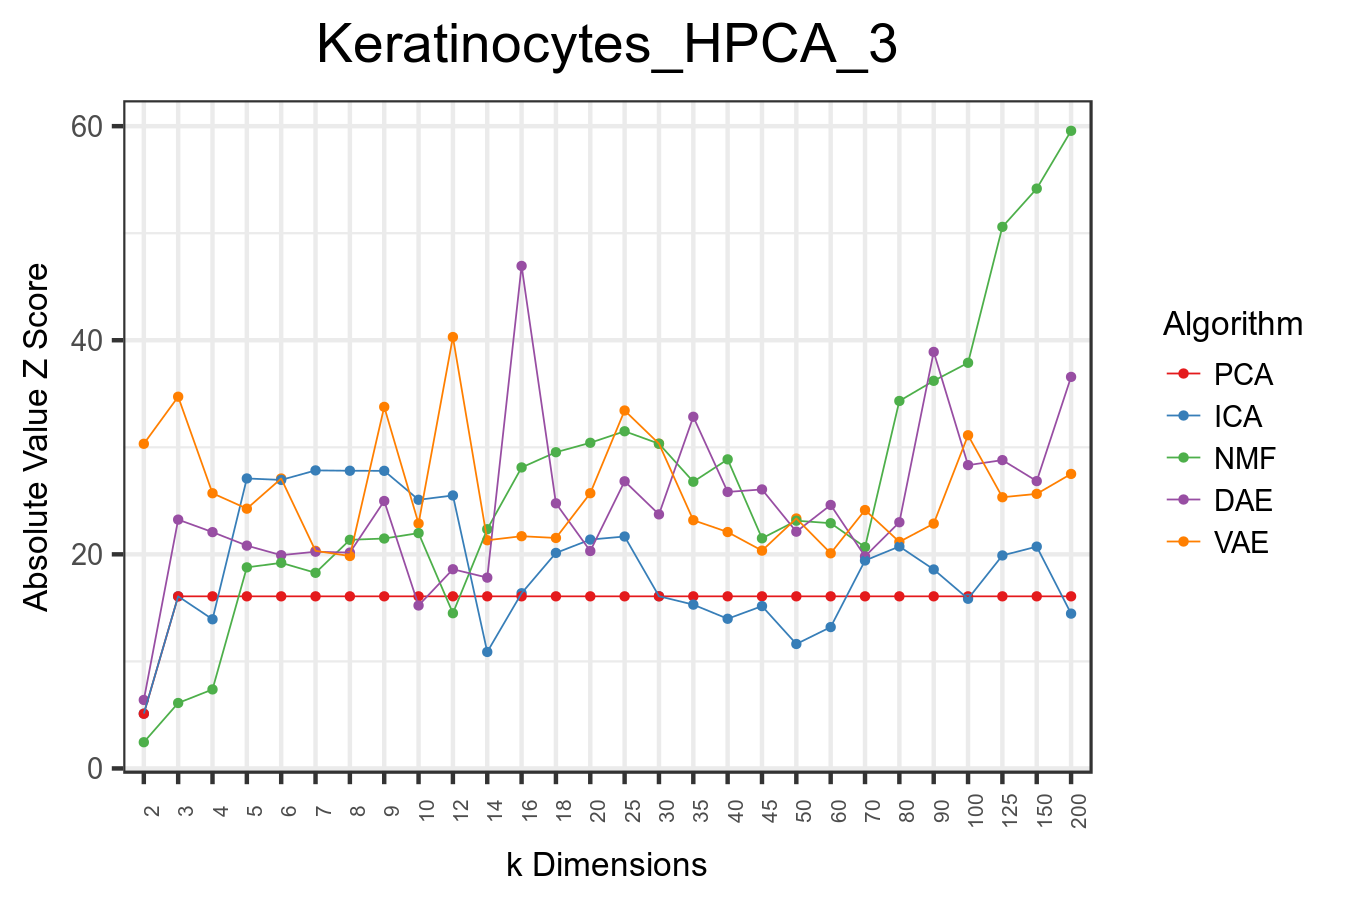 Keratinocytes_HPCA_3
Absolute Value Z Score
60
40
20
0
2 3 4 5 6 7 8 9 10 12 14 16 18 20 25 30 35 40 45 50 60 70 80 90 100 125 150 200
k Dimensions
Algorithm
PCA
ICA
NMF
DAE
VAE